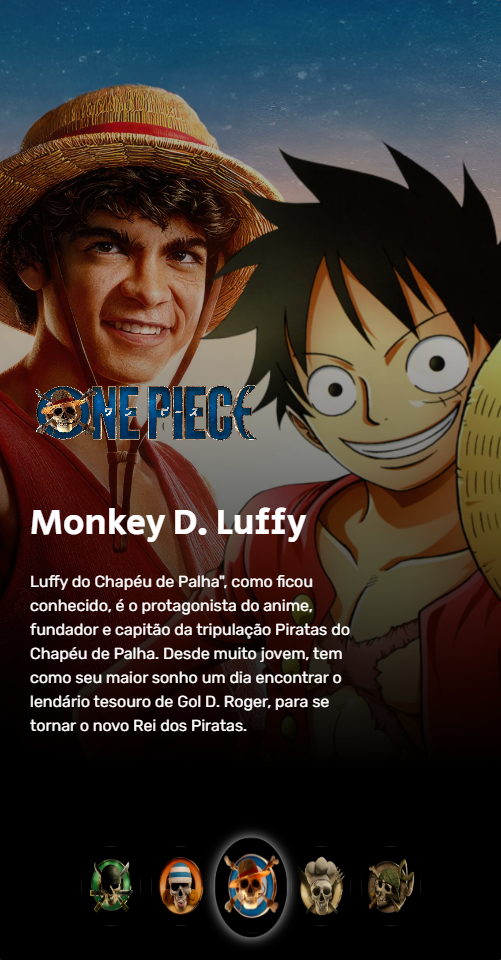 ONE PIECE
ワンピース
Monkey D. Luffy
Luffy do Chapéu de Palha", como ficou
conhecido, é o protagonista do anime,
fundador e capitão da tripulação Piratas do
Chapéu de Palha. Desde muito jovem, tem
como seu maior sonho um dia encontrar o
lendário tesouro de Gol D. Roger, para se
tornar o novo Rei dos Piratas.